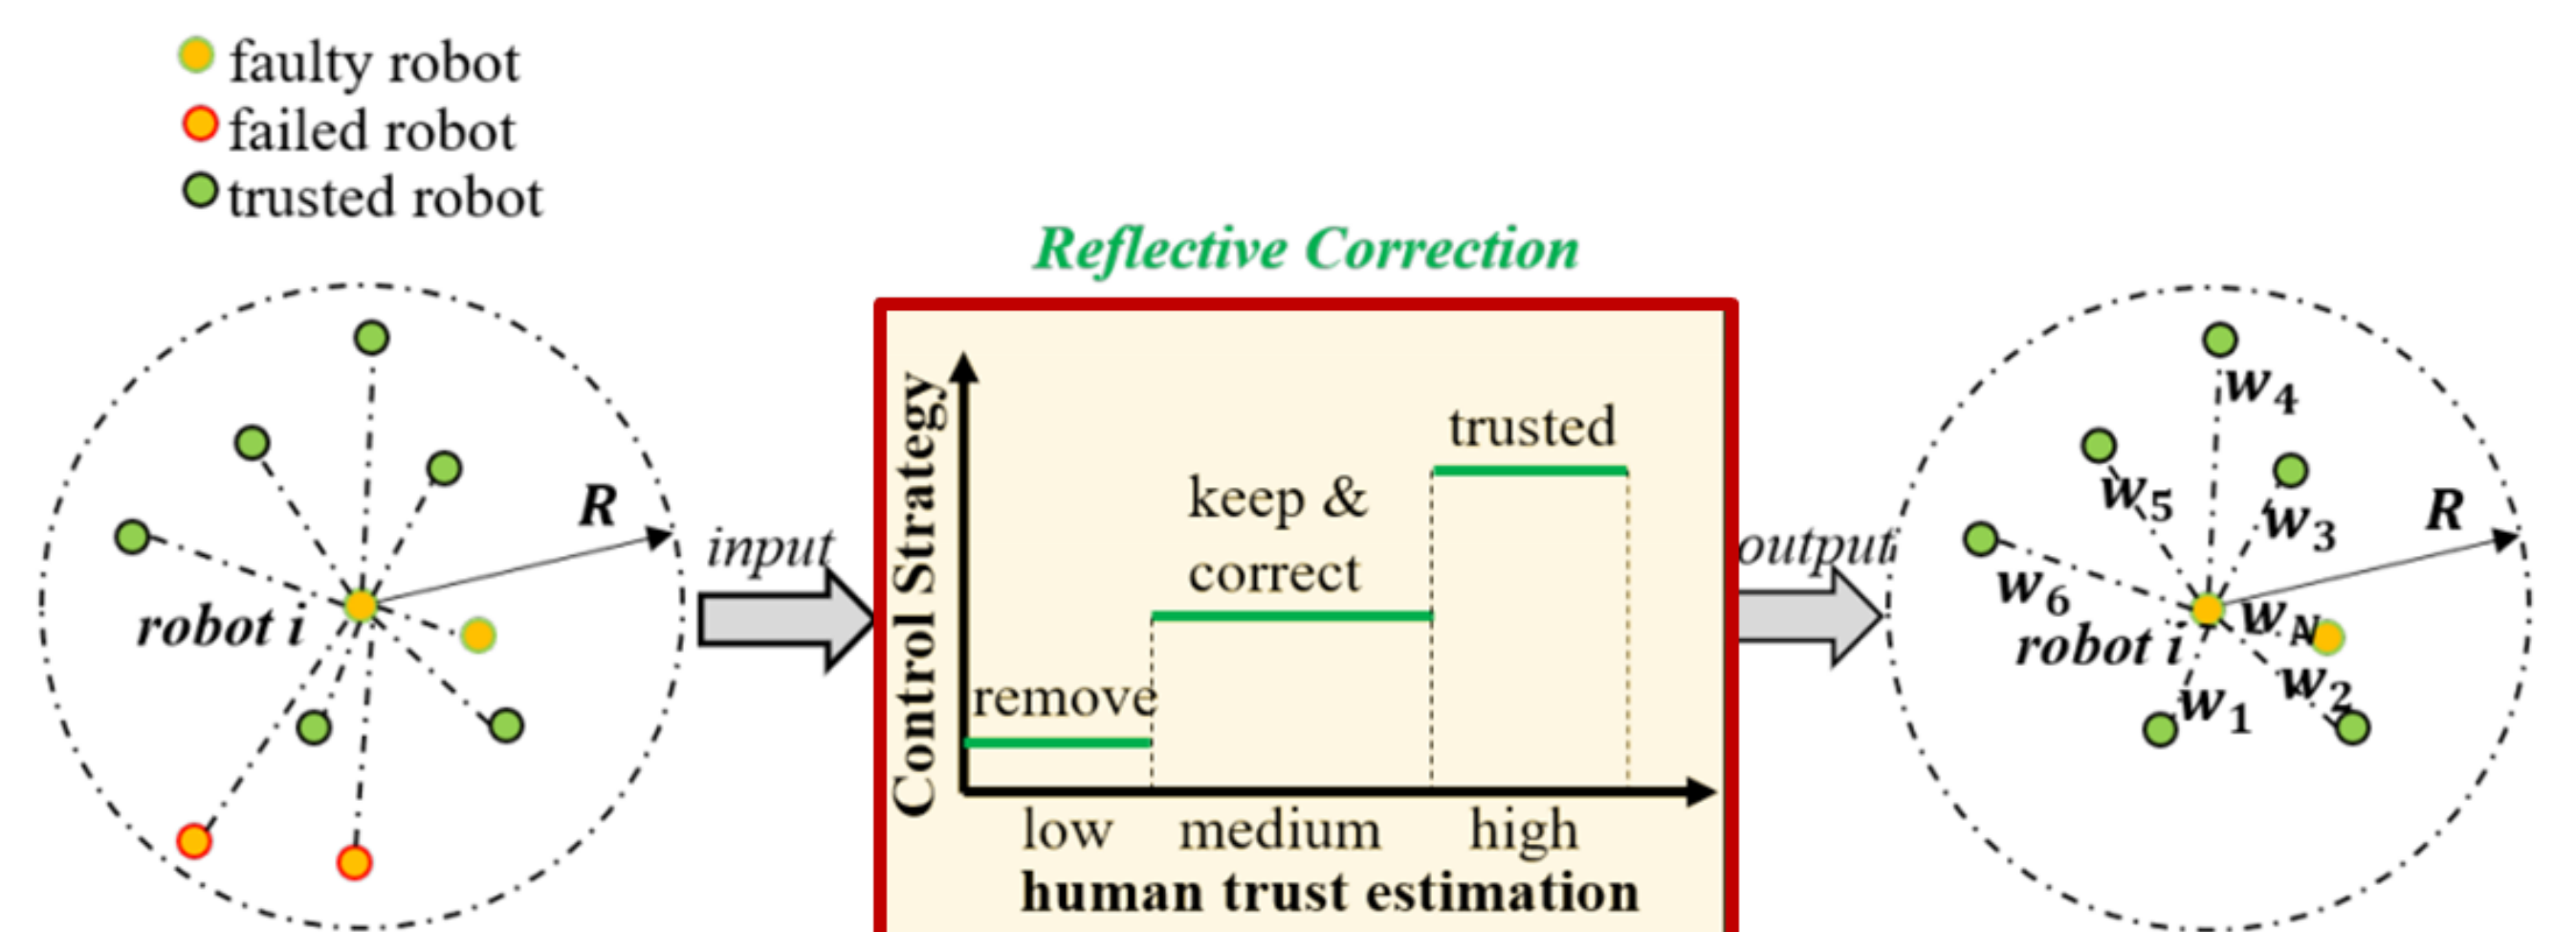 faulty robot
failed robot
trusted robot
R
robot i
input
Reflective Correction
Control Strategy
remove
keep &
correct
trusted
low medium high
human trust estimation
output
w4
w5
w3
R
w6
wN
robot i
w2
w1